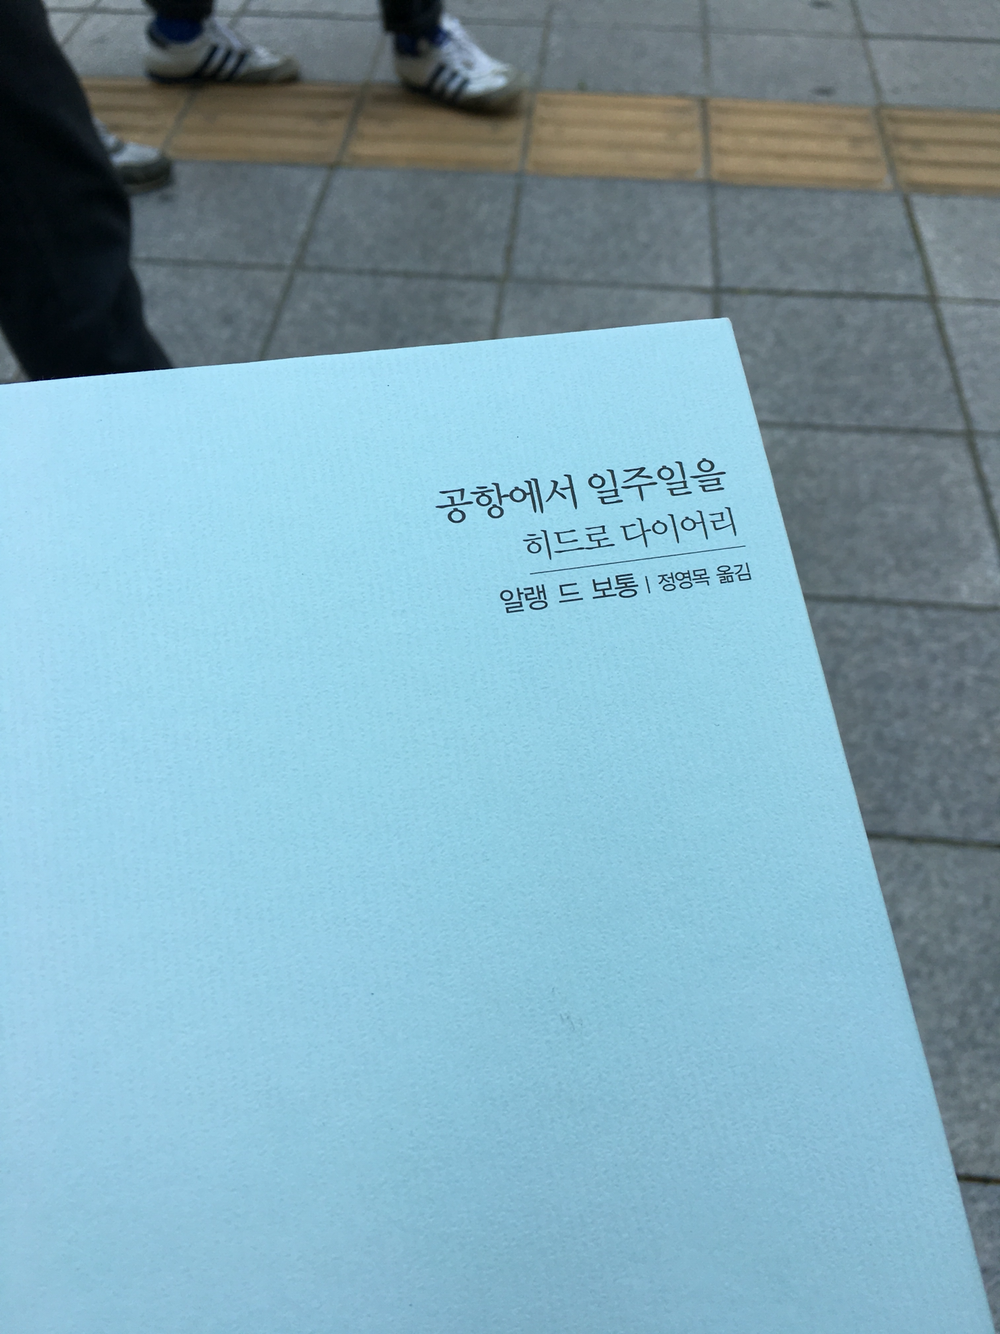 공항에서 일주일을
히드로 다이어리
알랭 드 보통 | 정영목 옮김